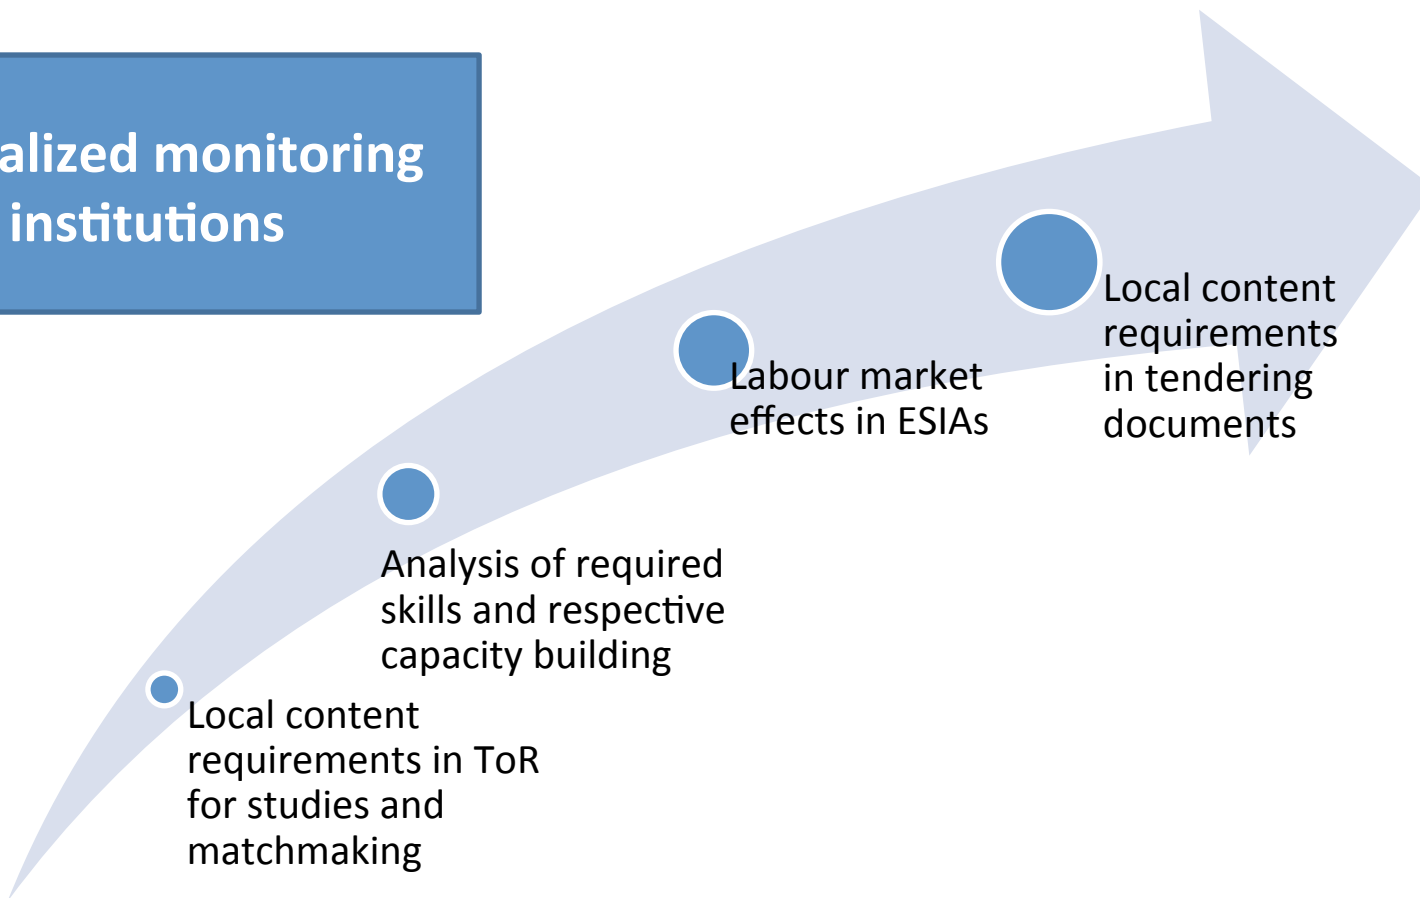 alized monitoring
institutions
Local content
requirements
in tendering
documents
Labour market
effects in ESIAs
Analysis of required
skills and respective
capacity building
Local content
requirements in ToR
for studies and
matchmaking